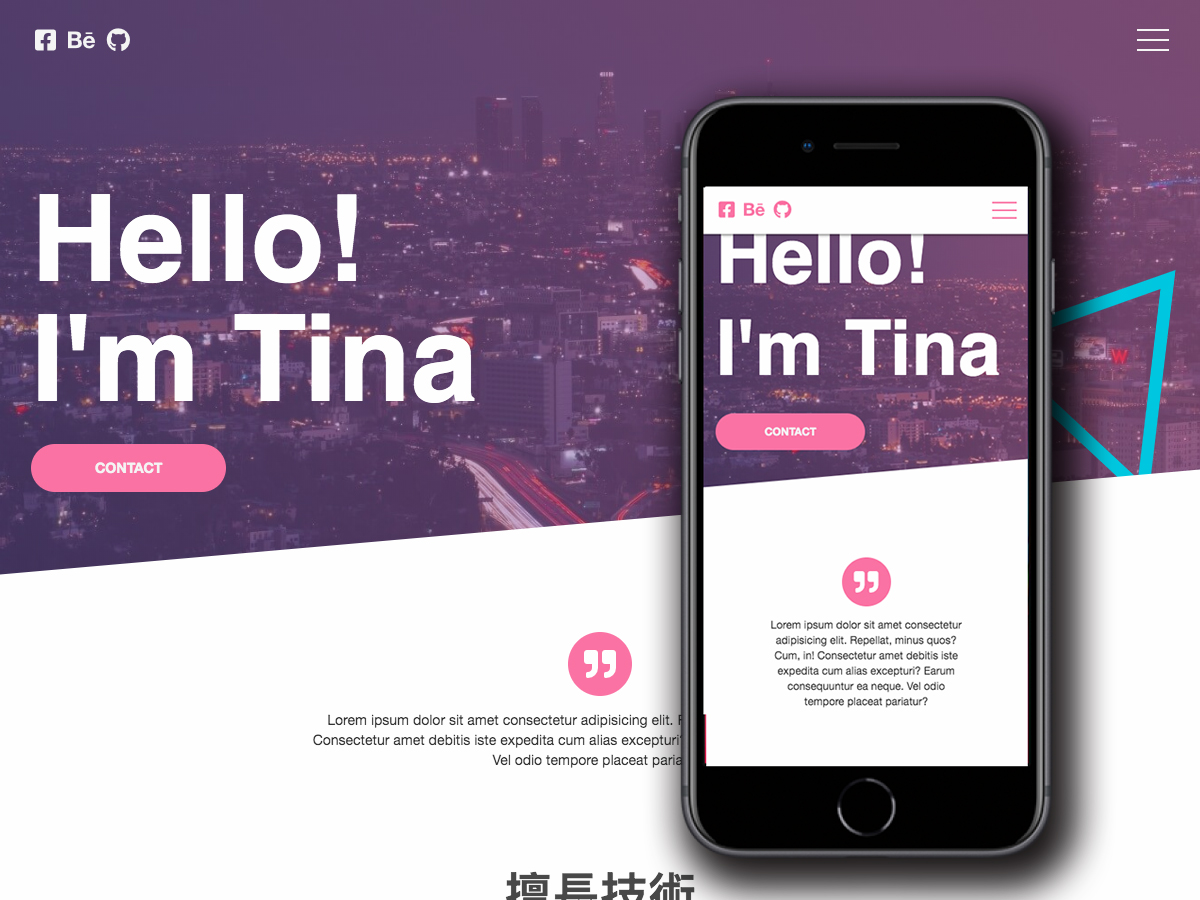 Bē
Hello!
I'm Tina
CONTACT
Lorem ipsum dolor sit amet consectetur adipisicing elit.
Consectetur amet debitis iste expedita cum alias excepturi?
Vel odio tempore placeat
擅長技術
Bē
Hello!
I'm Tina
CONTACT
Lorem ipsum dolor sit amet consectetur
adipisicing elit. Repellat, minus quos?
Cum, in! Consectetur amet debitis iste
expedita cum alias excepturi? Earum
consequuntur ea neque. Vel odio
tempore placeat pariatur?
W